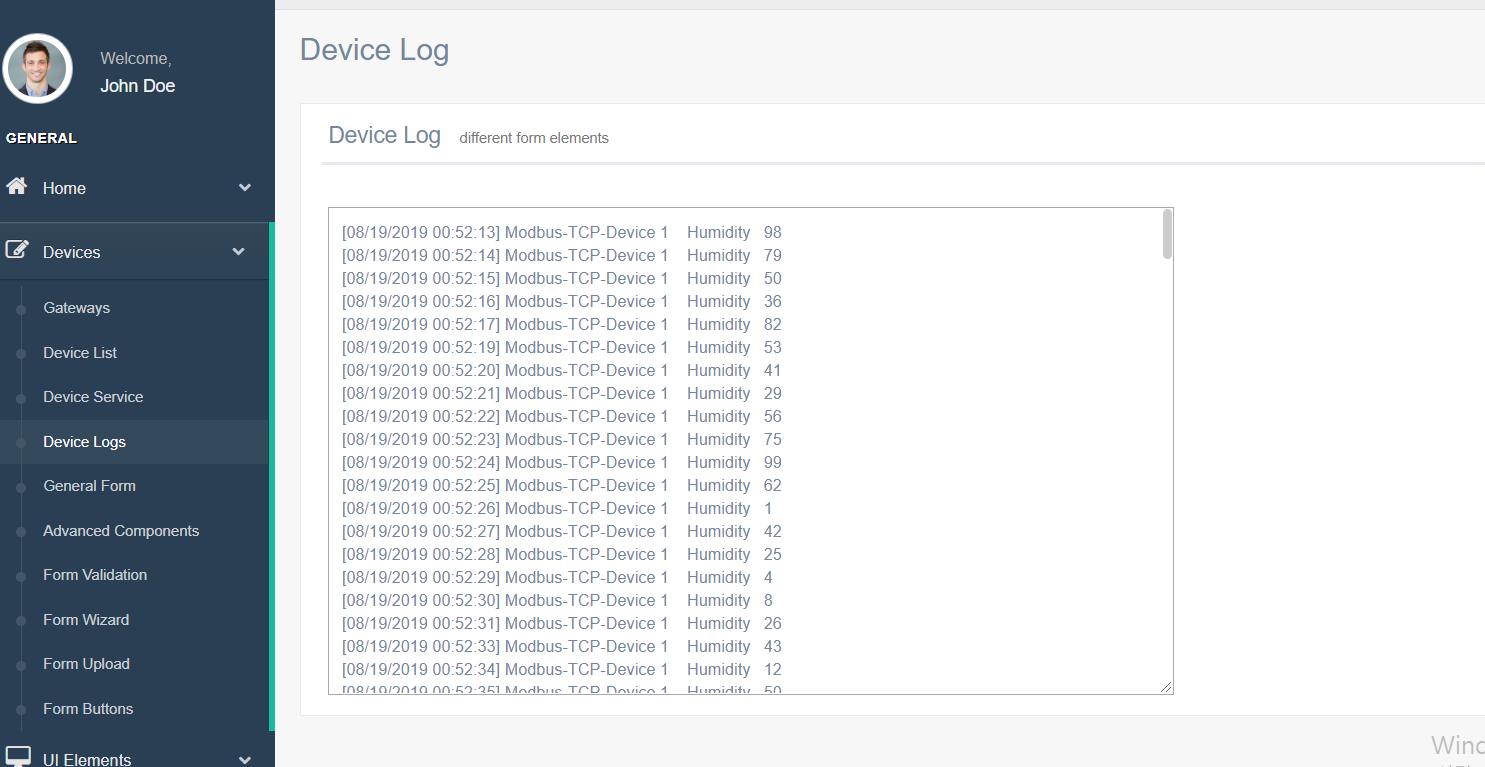 Welcome,
John Doe
GENERAL
Home
Devices
Gateways
Device List
Device Service
Device Logs
General Form
Advanced Components
Form Validation
Form Wizard
Form Upload
Form Buttons
UI Elements
Device Log
Device Log different form elements
[08/19/2019 00:52:13] Modbus-TCP-Device 1 Humidity 98
[08/19/2019 00:52:14] Modbus-TCP-Device 1 Humidity 79
[08/19/2019 00:52:15] Modbus-TCP-Device 1 Humidity 50
[08/19/2019 00:52:16] Modbus-TCP-Device 1 Humidity 36
[08/19/2019 00:52:17] Modbus-TCP-Device 1 Humidity 82
[08/19/2019 00:52:19] Modbus-TCP-Device 1 Humidity 53
[08/19/2019 00:52:20] Modbus-TCP-Device 1 Humidity 41
[08/19/2019 00:52:21] Modbus-TCP-Device 1 Humidity 29
[08/19/2019 00:52:22] Modbus-TCP-Device 1 Humidity 56
[08/19/2019 00:52:23] Modbus-TCP-Device 1 Humidity 75
[08/19/2019 00:52:24] Modbus-TCP-Device 1 Humidity 99
[08/19/2019 00:52:25] Modbus-TCP-Device 1 Humidity 62
[08/19/2019 00:52:26] Modbus-TCP-Device 1 Humidity 1
[08/19/2019 00:52:27] Modbus-TCP-Device 1 Humidity 42
[08/19/2019 00:52:28] Modbus-TCP-Device 1 Humidity 25
[08/19/2019 00:52:29] Modbus-TCP-Device 1 Humidity 4
[08/19/2019 00:52:30] Modbus-TCP-Device 1 Humidity 8
[08/19/2019 00:52:31] Modbus-TCP-Device 1 Humidity 26
[08/19/2019 00:52:33] Modbus-TCP-Device 1 Humidity 43
[08/19/2019 00:52:34] Modbus-TCP-Device 1 Humidity 12
[08/19/2019 00:52:35] Modbus-TCP-Device 1 Humidity 50